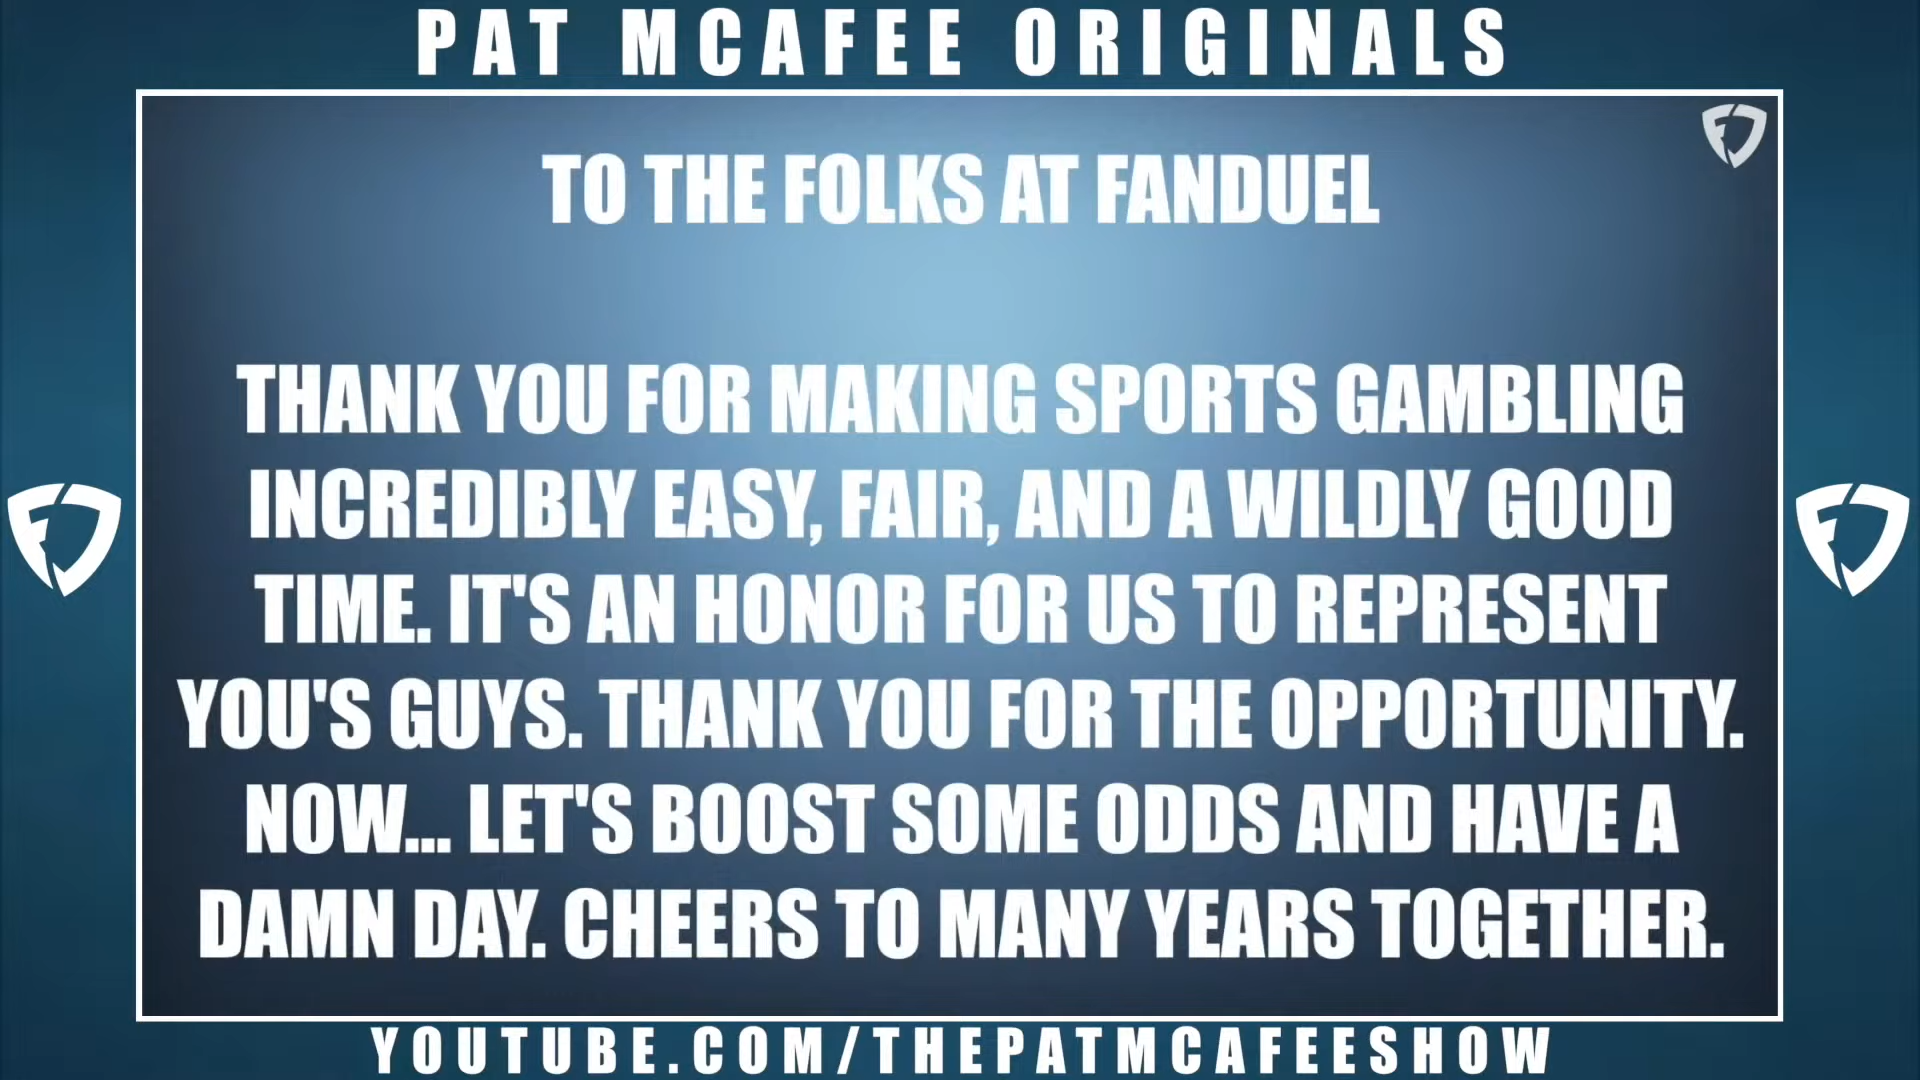 PAT MCAFEE ORIGINALS
TO THE FOLKS AT FANDUEL
THANK YOU FOR MAKING SPORTS GAMBLING
INCREDIBLY EASY, FAIR, AND A WILDLY GOOD
TIME. IT'S AN HONOR FOR US TO REPRESENT
YOU'S GUYS. THANK YOU FOR THE OPPORTUNITY.
NOW... LET'S BOOST SOME ODDS AND HAVE A
DAMN DAY. CHEERS TO MANY YEARS TOGETHER.
YOUTUBE.COM/THEPATMCAFEESHOW